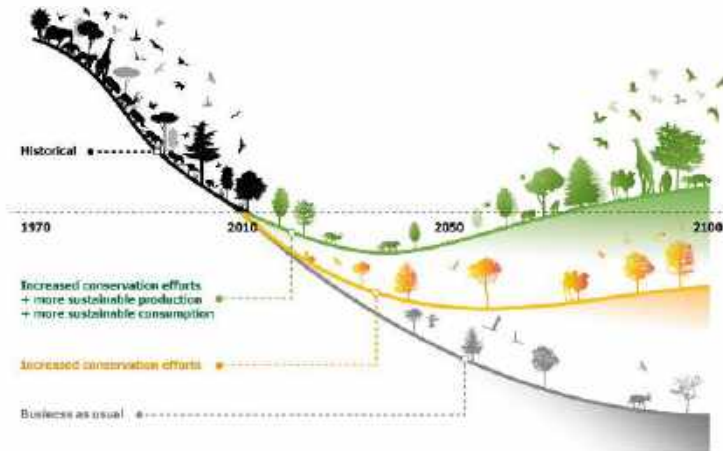 Historical
1970
2010
2050
2100
Increased conservation efforts
+ more sustainable production
+ more sustainable consumption
Increased conservation efforts
Business as usual